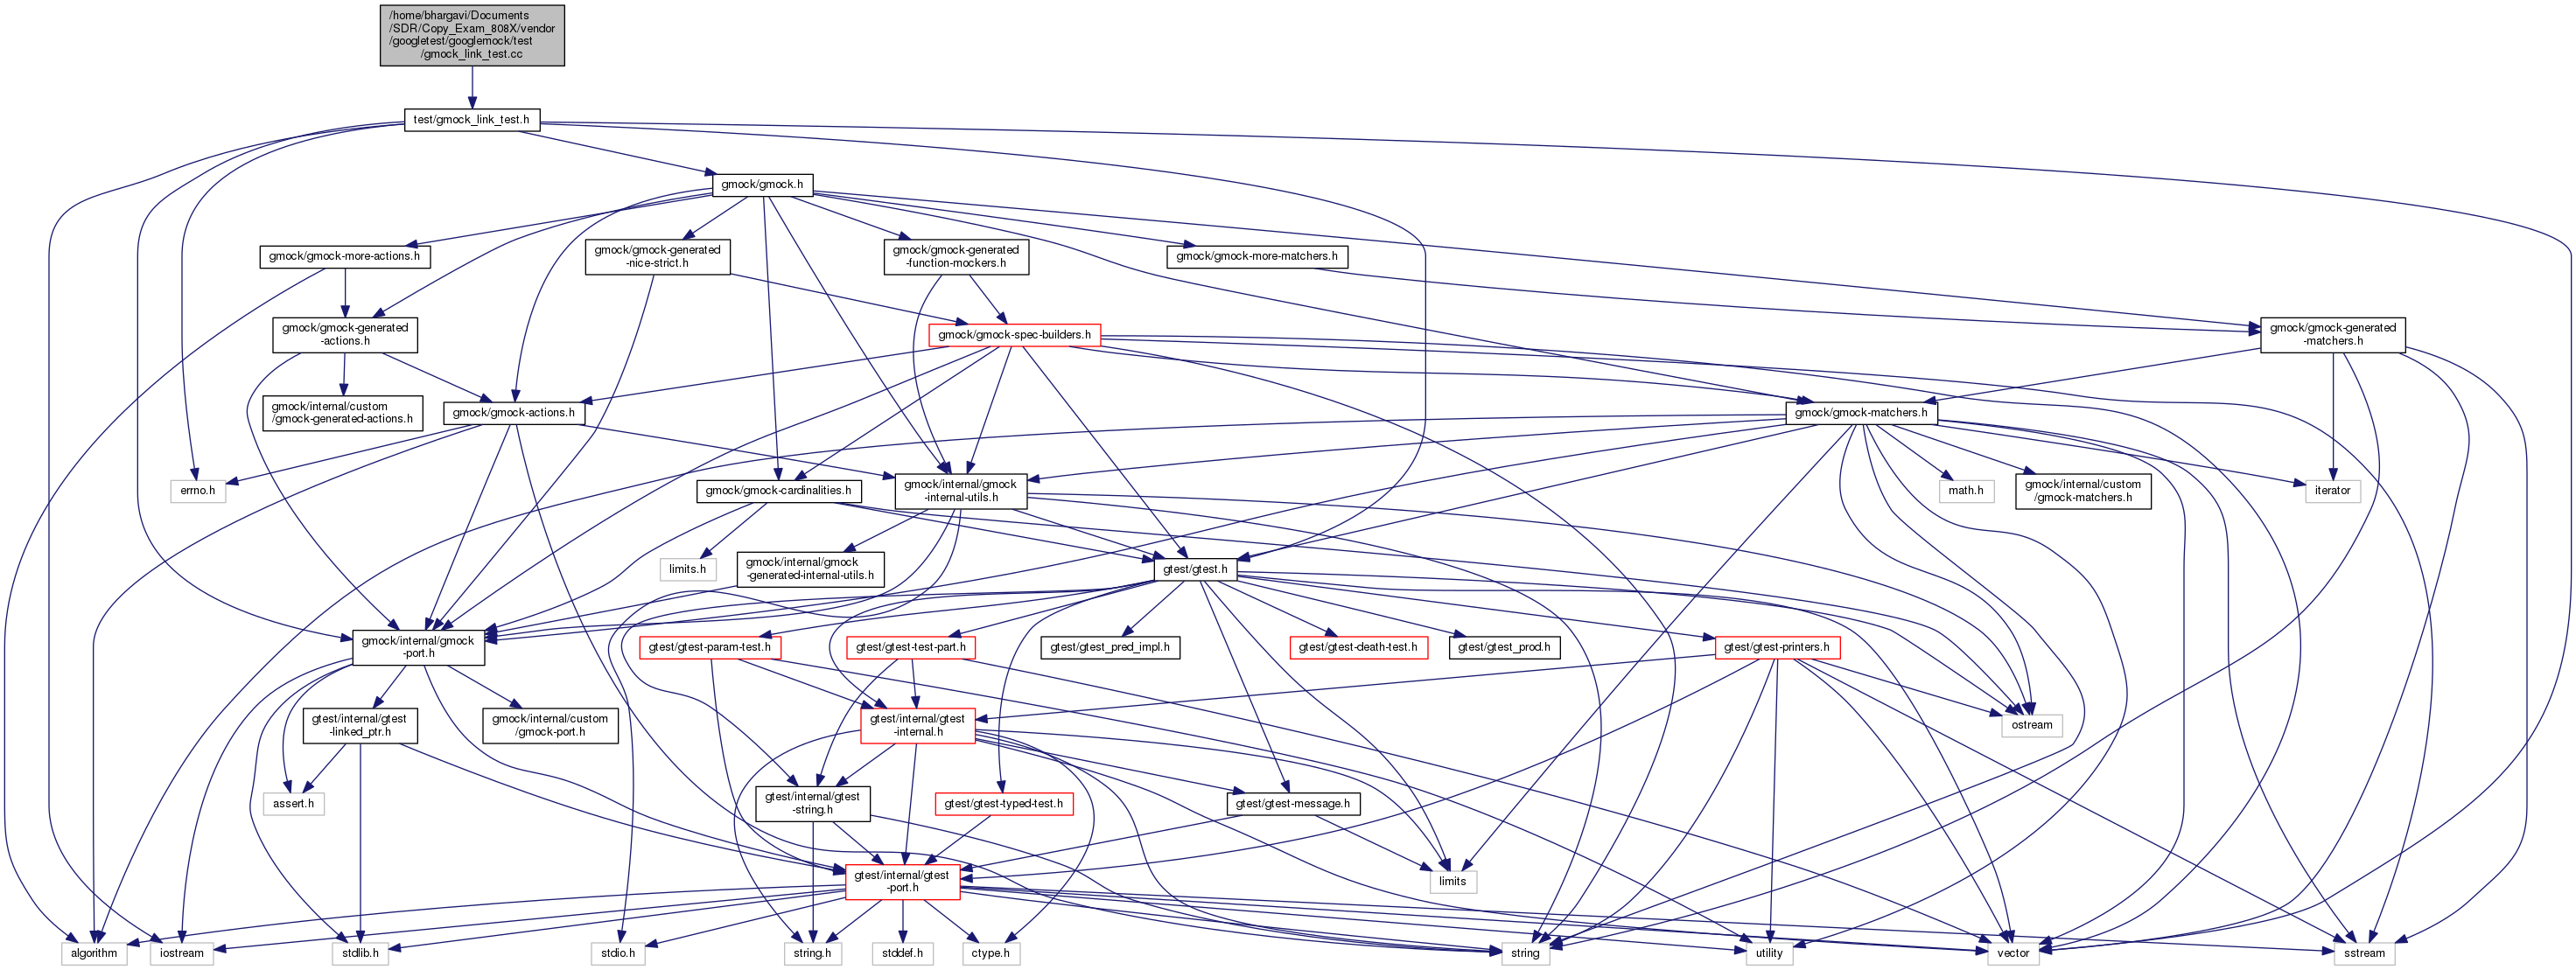 /home/bhargavi/Documents
/SDR/Copy_Exam_808X/vendor
/googletest/googlemock/test
/gmock_link_test.cc
test/gmock_link_test.h
gmock/gmock.h
gmock/gmock-more-actions.h
gmock/gmock-generated
-nice-strict.h
gmock/gmock-generated
-function-mockers.h
gmock/gmock-more-matchers.h
gmock/gmock-generated
-actions.h
gmock/gmock-spec-builders.h
gmock/gmock-generated
-matchers.h
gmock/internal/custom
/gmock-generated-actions.h
gmock/gmock-actions.h
gmock/gmock-matchers.h
errno.h
gmock/gmock-cardinalities.h
gmock/internal/gmock
-internal-utils.h
math.h
gmock/internal/custom
/gmock-matchers.h
iterator
limits.h
gmock/internal/gmock
-generated-internal-utils.h
gtest/gtest.h
gmock/internal/gmock
-port.h
gtest/gtest-param-test.h
gtest/gtest-test-part.h
gtest/gtest_pred_impl.h
gtest/gtest-death-test.h
gtest/gtest_prod.h
gtest/gtest-printers.h
gtest/internal/gtest
-linked_ptr.h
gmock/internal/custom
/gmock-port.h
gtest/internal/gtest
-internal.h
ostream
assert.h
gtest/internal/gtest
-string.h
gtest/gtest-typed-test.h
gtest/gtest-message.h
gtest/internal/gtest
-port.h
limits
algorithm
iostream
stdlib.h
stdio.h
string.h
stddef.h
ctype.h
string
utility
vector
sstream